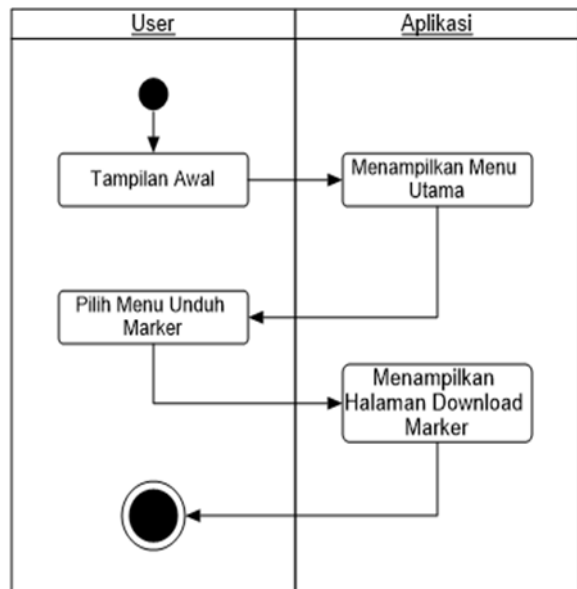 User
Aplikasi
Tampilan Awal
Menampilkan Menu
Utama
Pilih Menu Unduh
Marker
Menampilkan
Halaman Download
Marker